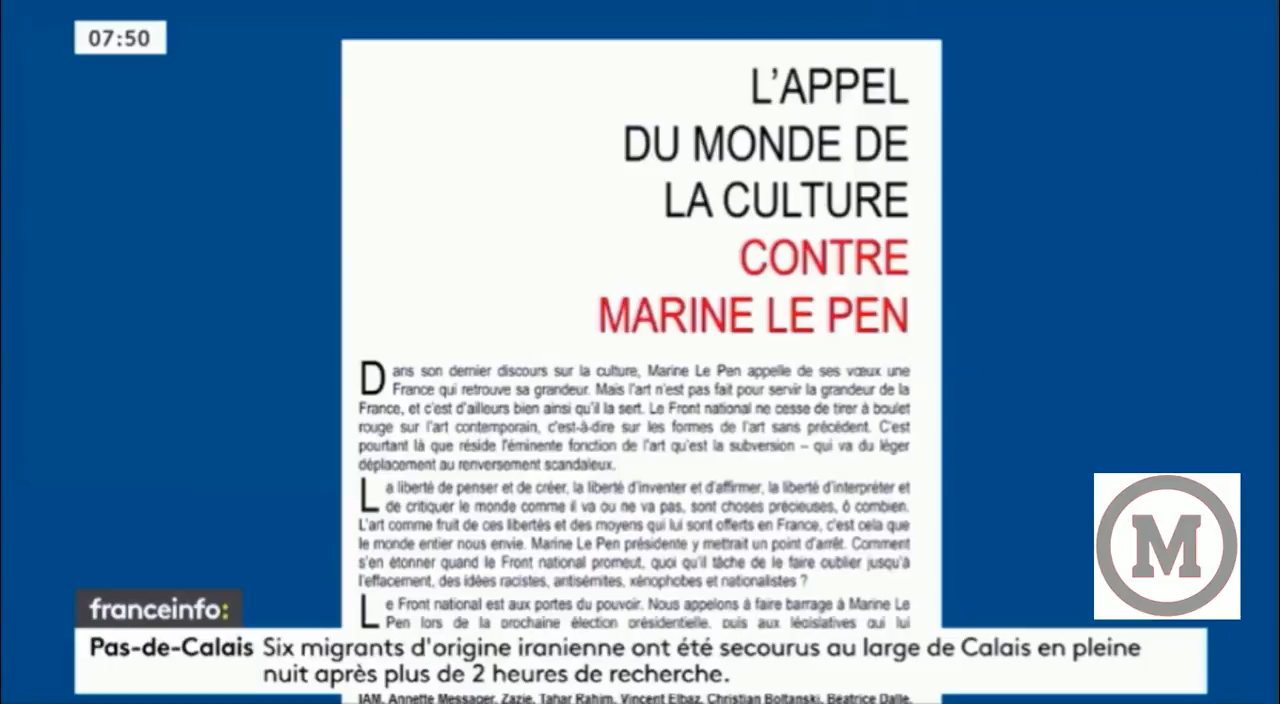 07:50
L'APPEL
DU MONDE DE
LA CULTURE
CONTRE
MARINE LE PEN
Dans son dernier discours sur la culture, Marine Le Pen appelle de ses vœux une
France qui retrouve sa grandeur. Mais l'art n'est pas fait pour servir la grandeur de la
France, et c'est d'ailleurs bien ainsi qu'il la sert. Le Front national ne cesse de tirer à boulet
rouge sur l'art contemporain, c'est-à-dire sur les formes de l'art sans précédent. C'est
pourtant là que réside l'éminente fonction de l'art qu'est la subversion – qui va du léger
déplacement au renversement scandaleux.
La liberté de penser et de créer, la liberté d'inventer et d'affirmer, la liberté d'interpréter et
de critiquer le monde comme il va ou ne va pas, sont choses précieuses, ô combien.
L'art comme fruit de ces libertés et des moyens qui lui sont offerts en France, c'est cela que
le monde entier nous envie. Marine Le Pen présidente y mettrait un point d'arrêt. Comment
s'en étonner quand le Front national promeut, quoi qu'il tâche de le faire oublier jusqu'à
l'effacement, des idées racistes, antisémites, xénophobes et nationalistes ?
Le Front national est aux portes du pouvoir. Nous appelons à faire barrage à Marine Le
Pen lors de la prochaine élection présidentielle, puis aux législatives qui lui
M
franceinfo:
Pas-de-Calais Six migrants d'origine iranienne ont été secourus au large de Calais en pleine
nuit après plus de 2 heures de recherche.
IAM, Annette Messager, Zazie, Tahar Rahim, Vincent Elbaz, Christian Boltanski, Béatrice Dalle,